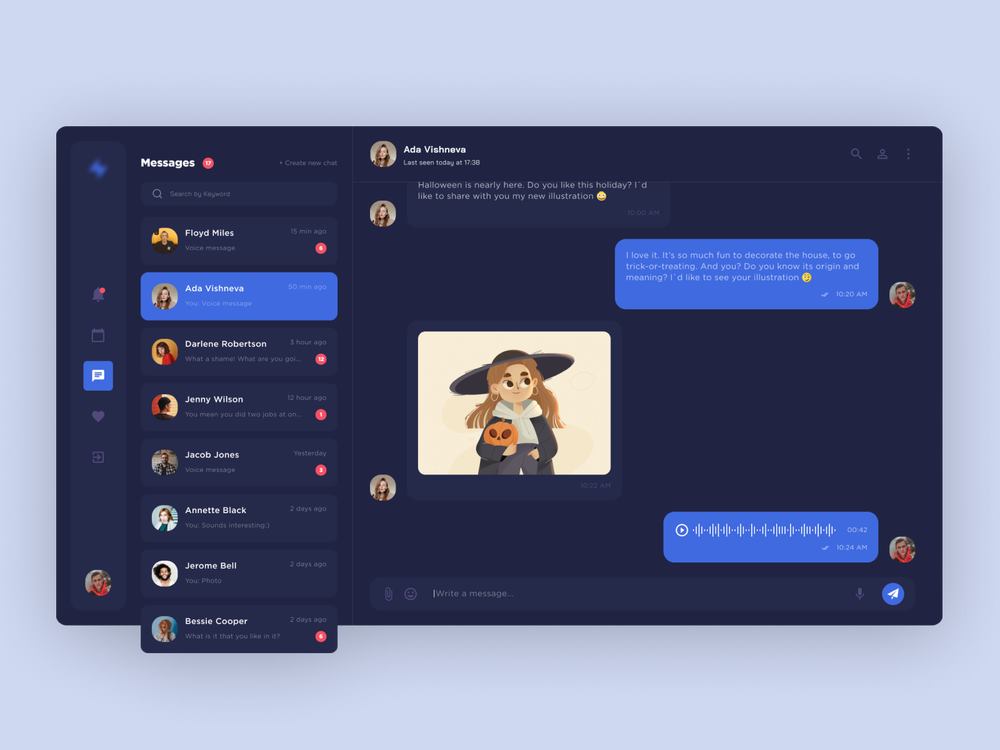 Messages 17
+ Create new chat
Search by Keyword
Floyd Miles
15 min ago
Voice message
6
Ada Vishneva
50 min ago
You: Voice message
Darlene Robertson
3 hour ago
What a shame! What are you goi...
12
Jenny Wilson
12 hour ago
You mean you did two jobs at on...
1
Jacob Jones
Yesterday
Voice message
3
Annette Black
2 days ago
You: Sounds interesting:)
Jerome Bell
2 days ago
You: Photo
Bessie Cooper
2 days ago
What is it that you like in it?
6
Ada Vishneva
Last seen today at 17:38
Halloween is nearly here. Do you like this holiday? I`d
like to share with you my new illustration 😄
10:00 AM
I love it. It's so much fun to decorate the house, to go
trick-or-treating. And you? Do you know its origin and
meaning? I`d like to see your illustration 🤨
10:20 AM
10:22 AM
00:42
10:24 AM
Write a message...